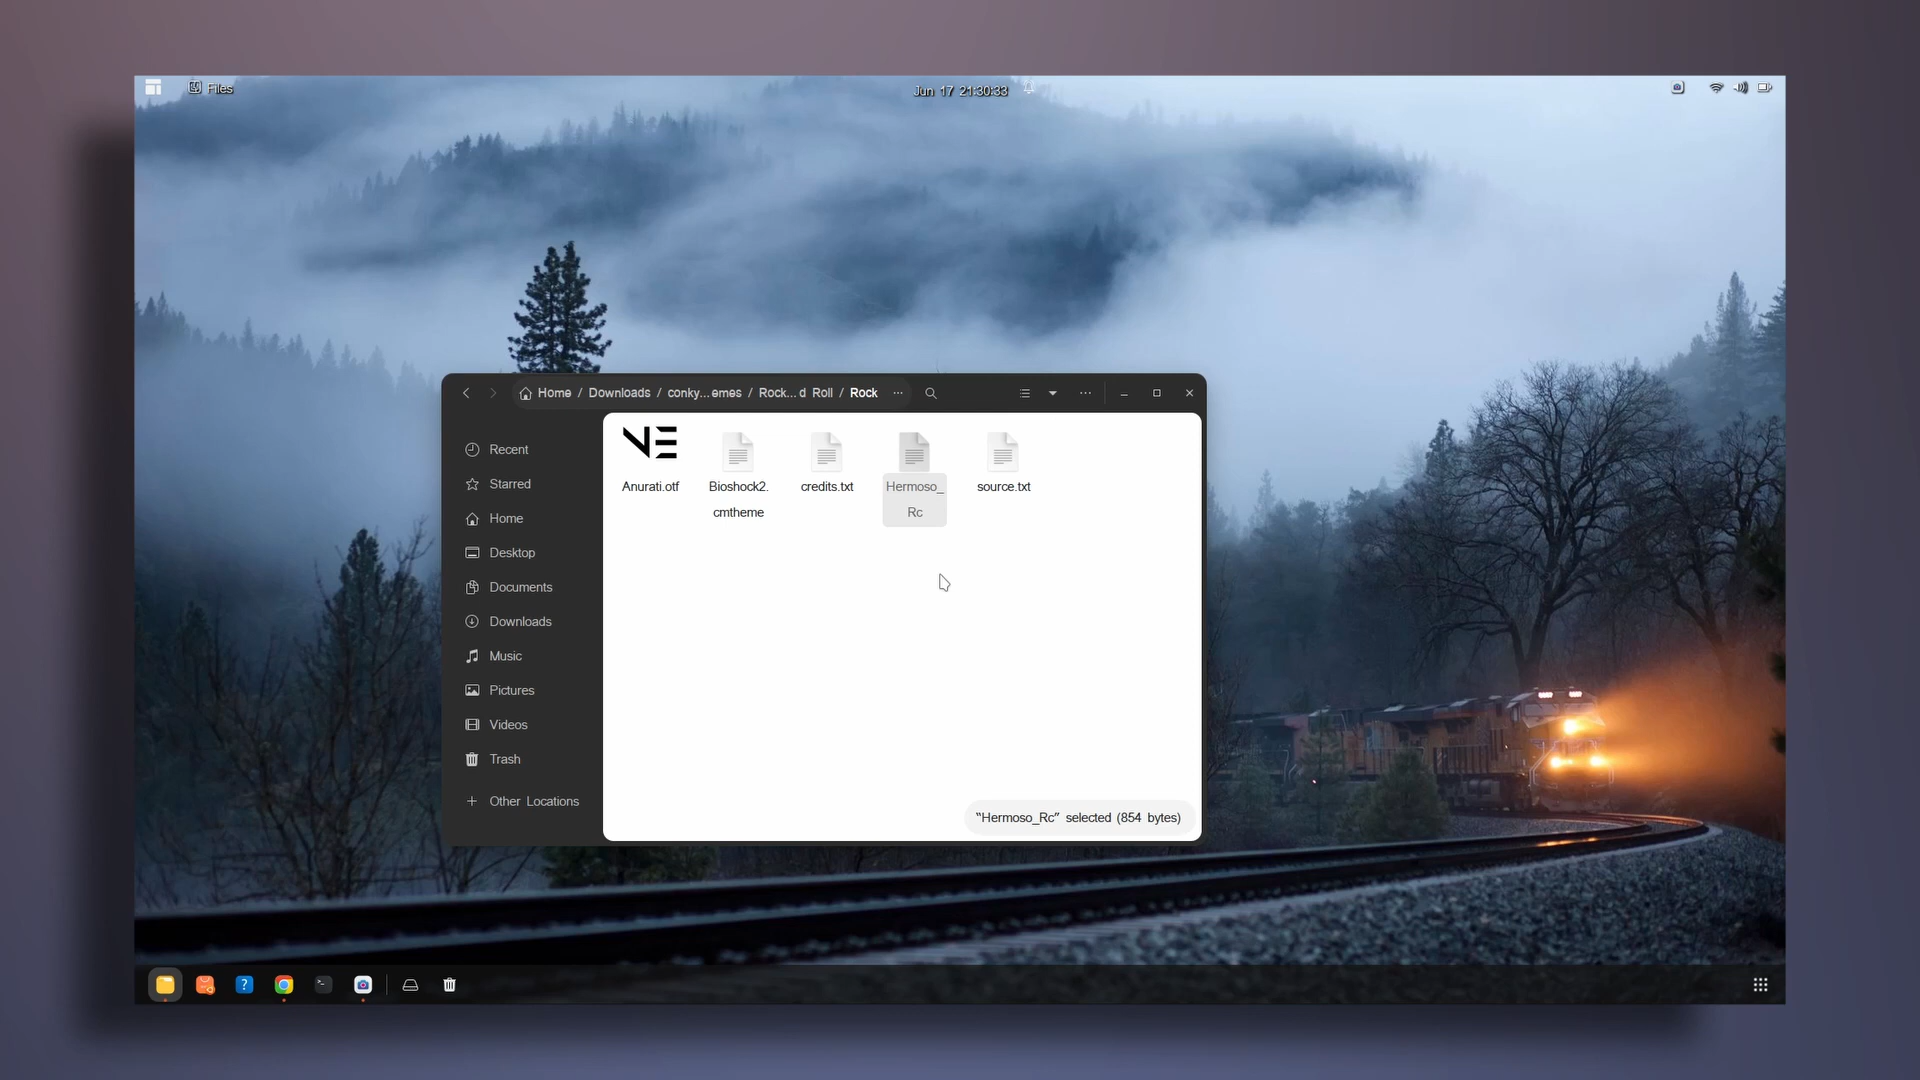 Files
Jun 17 21:30:33
Home / Downloads / conky...emes / Rock... d Roll / Rock
Recent
Starred
Home
Desktop
Documents
Downloads
Music
Pictures
Videos
Trash
Other Locations
Anurati.otf
Bioshock2.
cmtheme
credits.txt
Hermoso_
Rc
source.txt
“Hermoso_Rc” selected (854 bytes)